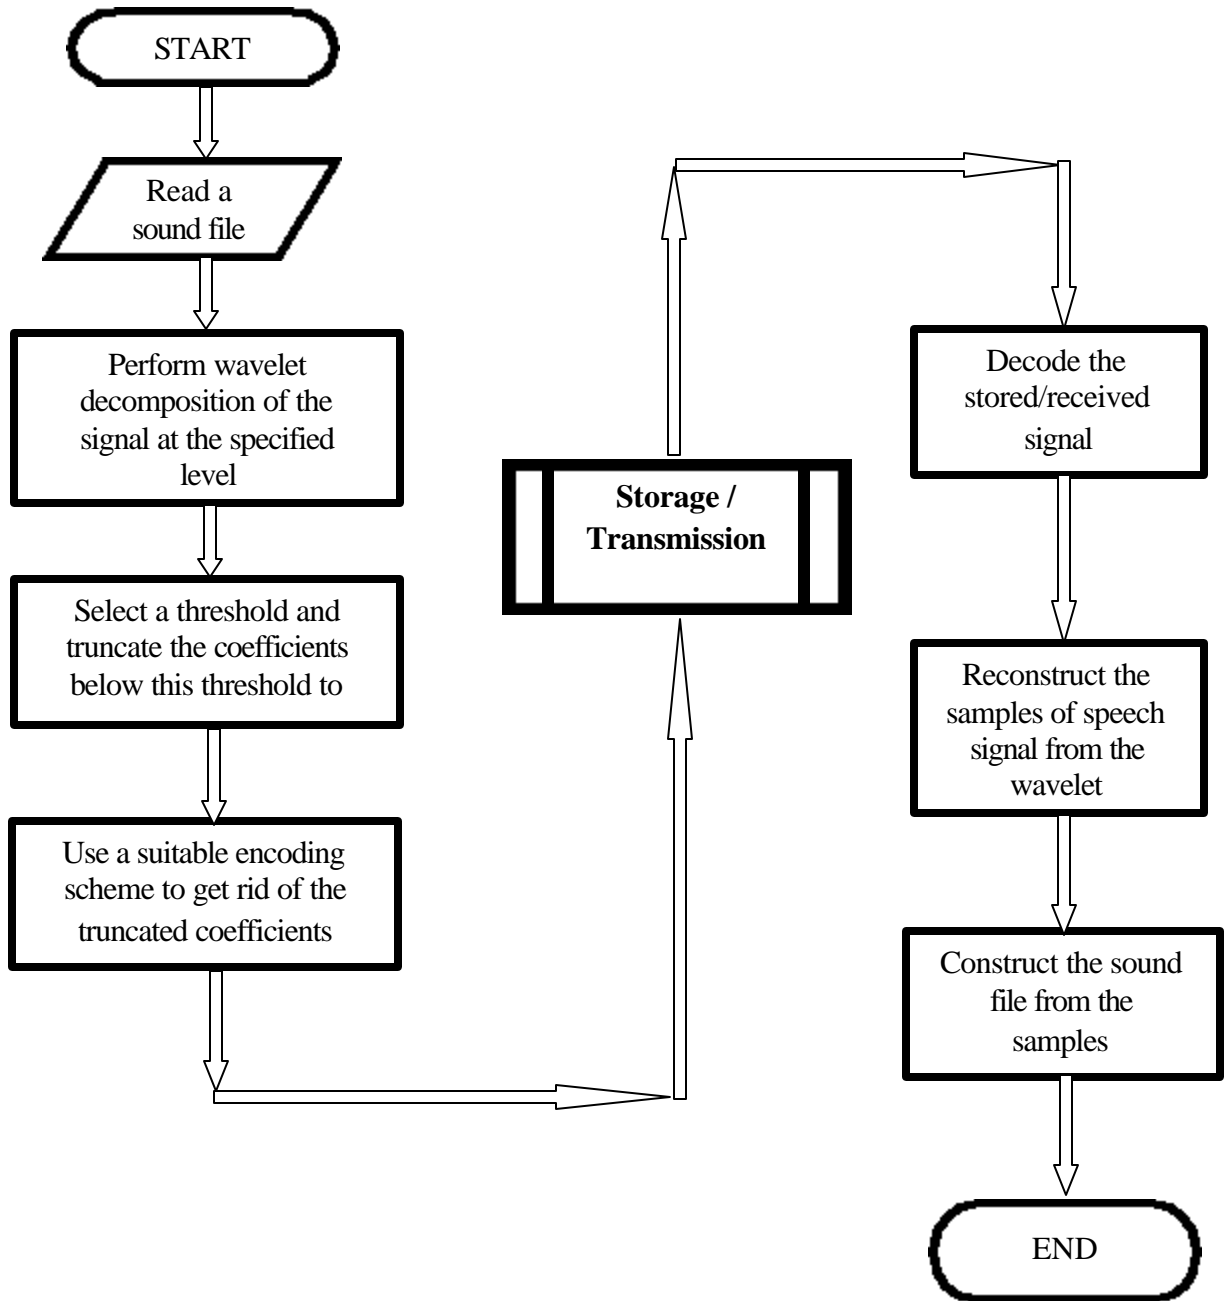 START
Read a
sound file
Perform wavelet
decomposition of the
signal at the specified
level
Select a threshold and
truncate the coefficients
below this threshold to
Use a suitable encoding
scheme to get rid of the
truncated coefficients
Storage /
Transmission
Decode the
stored/received
signal
Reconstruct the
samples of speech
signal from the
wavelet
Construct the sound
file from the
samples
END